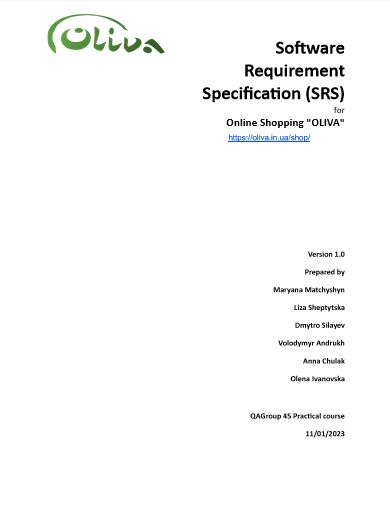 Oliva
Software
Requirement
Specification (SRS)
for
Online Shopping "OLIVA"
https://oliva.in.ua/shop/
Version 1.0
Prepared by
Maryana Matchyshyn
Liza Sheptytska
Dmytro Silayev
Volodymyr Andrukh
Anna Chulak
Olena Ivanovska
QAGroup 45 Practical course
11/01/2023